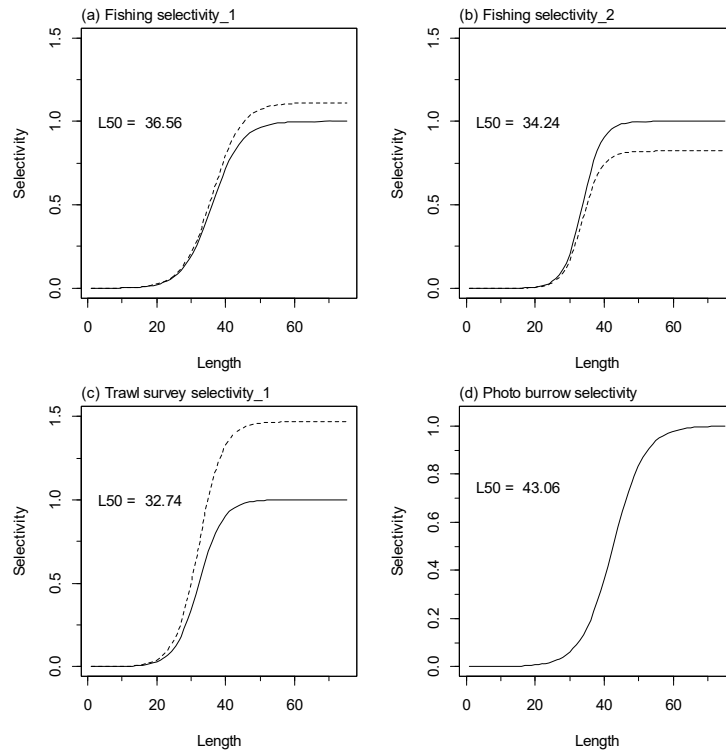 (a) Fishing selectivity_1
Selectivity
0.0
0.5
1.0
1.5
L50 = 36.56
0
20
40
60
Length
(b) Fishing selectivity_2
Selectivity
0.0
0.5
1.0
1.5
L50 = 34.24
0
20
40
60
Length
(c) Trawl survey selectivity_1
Selectivity
0.0
0.5
1.0
1.5
L50 = 32.74
0
20
40
60
Length
(d) Photo burrow selectivity
Selectivity
0.0
0.2
0.4
0.6
0.8
1.0
L50 = 43.06
0
20
40
60
Length